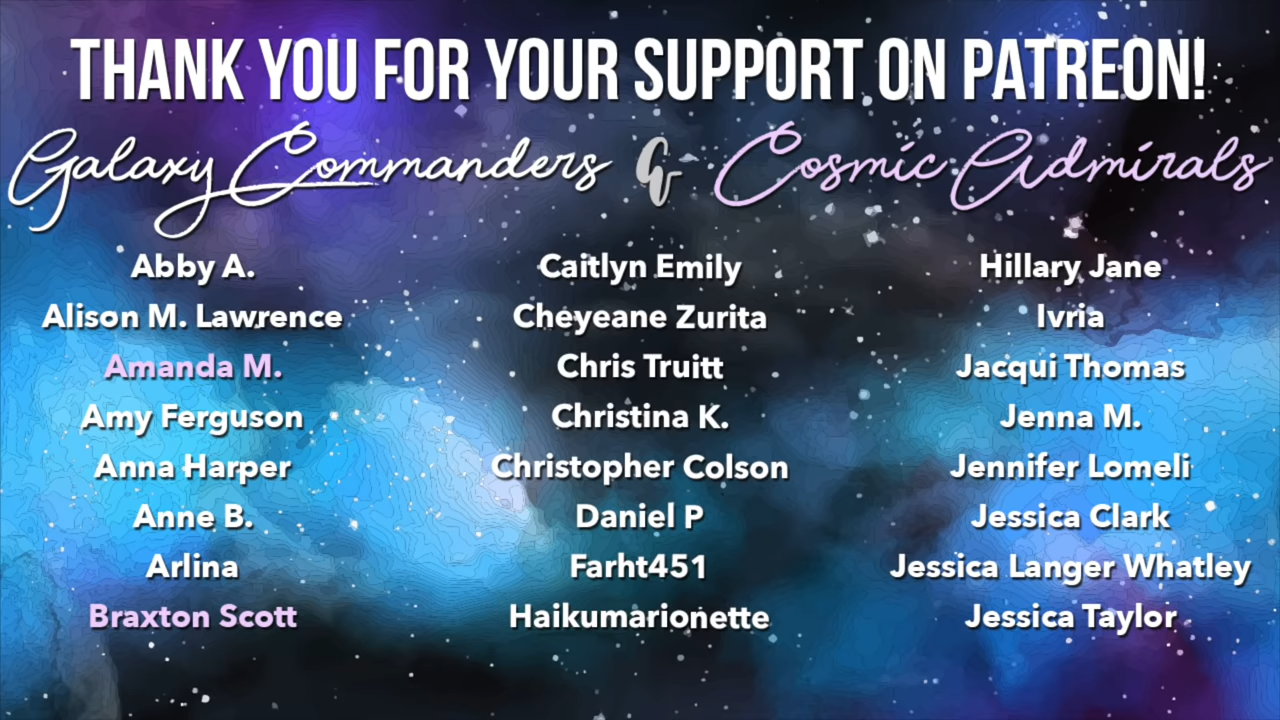 THANK YOU FOR YOUR SUPPORT ON PATREON!
Galaxy Commanders & Cosmic Admirals
Abby A.
Alison M. Lawrence
Amanda M.
Amy Ferguson
Anna Harper
Anne B.
Arlina
Braxton Scott
Caitlyn Emily
Cheyeane Zurita
Chris Truitt
Christina K.
Christopher Colson
Daniel P
Farht451
Haikumarionette
Hillary Jane
Ivria
Jacqui Thomas
Jenna M.
Jennifer Lomeli
Jessica Clark
Jessica Langer Whatley
Jessica Taylor